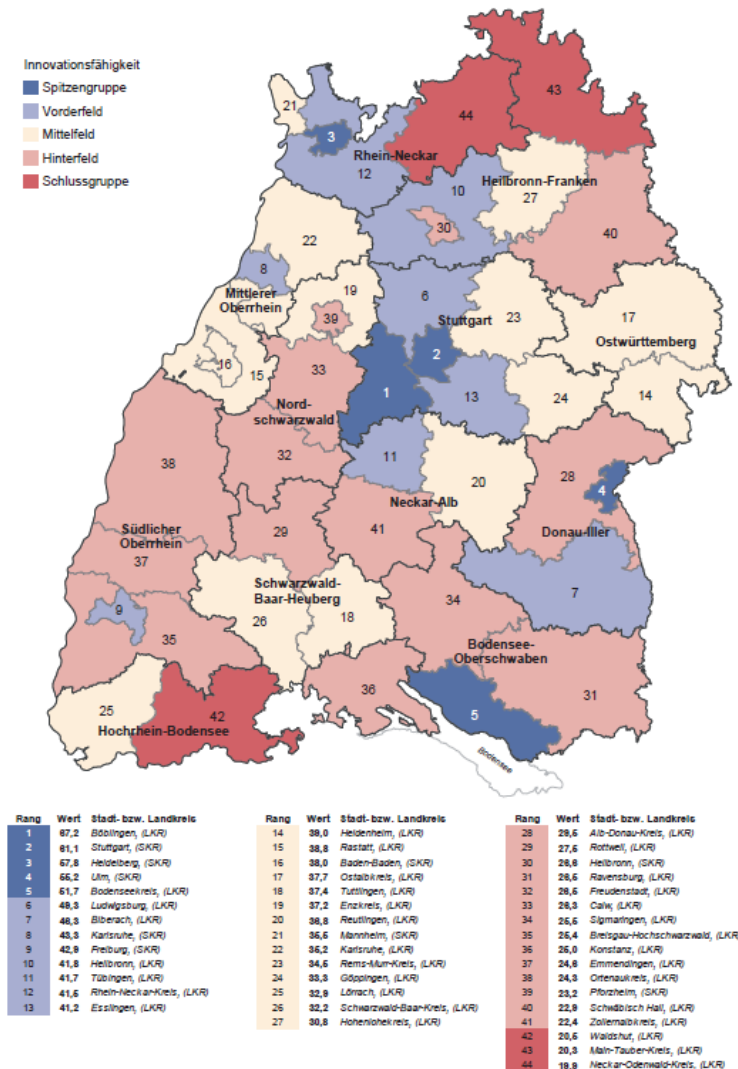 Innovationsfähigkeit
Spitzengruppe
Vorderfeld
Mittelfeld
Hinterfeld
Schlussgruppe
43
21
44
3
Rhein-Neckar
12
10
Heilbronn-Franken
27
30
40
22
8
19
6
Mittlerer
Oberrhein
39
Stuttgart
23
17
Ostwürttemberg
2
16
15
33
1
13
24
14
Nord-
schwarzwald
38
32
11
20
28
4
Neckar-Alb
Südlicher
Oberrhein
29
41
Donau-Iller
37
Schwarzwald-
Baar-Heuberg
34
7
9
26
18
35
Bodensee-
Oberschwaben
36
31
25
42
5
Hochrhein-Bodensee
Bodensee
Rang Wert Stadt- bzw. Landkreis
1 67,2 Böblingen, (LKR)
2 61,1 Stuttgart (SKR)
3 57,8 Heidelberg, (SKR)
4 55,2 Ulm, (SKR)
5 51,7 Bodenseekreis, (LKR)
6 49,3 Ludwigsburg, (LKR)
7 46,3 Biberach, (LKR)
8 43,3 Karlsruhe, (SKR)
9 42,9 Freiburg, (SKR)
10 41,8 Heilbronn, (LKR)
11 41,7 Tübingen, (LKR)
12 41,5 Rhein-Neckar-Kreis, (LKR)
13 41,2 Esslingen, (LKR)
Rang Wert Stadt- bzw. Landkreis
14 39,0 Heidenheim, (LKR)
15 38,8 Rastatt, (LKR)
16 38,0 Baden-Baden, (SKR)
17 37,7 Ostalbkreis, (LKR)
18 37,4 Tuttlingen, (LKR)
19 37,2 Enzkreis, (LKR)
20 36,8 Reutlingen, (LKR)
21 35,5 Mannheim, (SKR)
22 35,2 Karlsruhe, (LKR)
23 34,5 Rems-Murr-Kreis, (LKR)
24 33,3 Göppingen, (LKR)
25 32,9 Lörrach, (LKR)
26 32,2 Schwarzwald-Baar-Kreis, (LKR)
27 30,8 Hohenlohekreis, (LKR)
Rang Wert Stadt- bzw. Landkreis
28 29,5 Alb-Donau-Kreis, (LKR)
29 27,5 Rottweil, (LKR)
30 26,6 Heilbronn, (SKR)
31 26,5 Ravensburg, (LKR)
32 26,5 Freudenstadt, (LKR)
33 26,3 Calw, (LKR)
34 25,5 Sigmaringen, (LKR)
35 25,4 Breisgau-Hochschwarzwald, (LKR)
36 25,0 Konstanz, (LKR)
37 24,6 Emmendingen, (LKR)
38 24,3 Ortenaukreis, (LKR)
39 23,2 Pforzheim, (SKR)
40 22,9 Schwäbisch Hall, (LKR)
41 22,4 Zollernalbkreis, (LKR)
42 20,5 Waldshut, (LKR)
43 20,3 Main-Tauber-Kreis, (LKR)
44 19,9 Neckar-Odenwald-Kreis, (LKR)